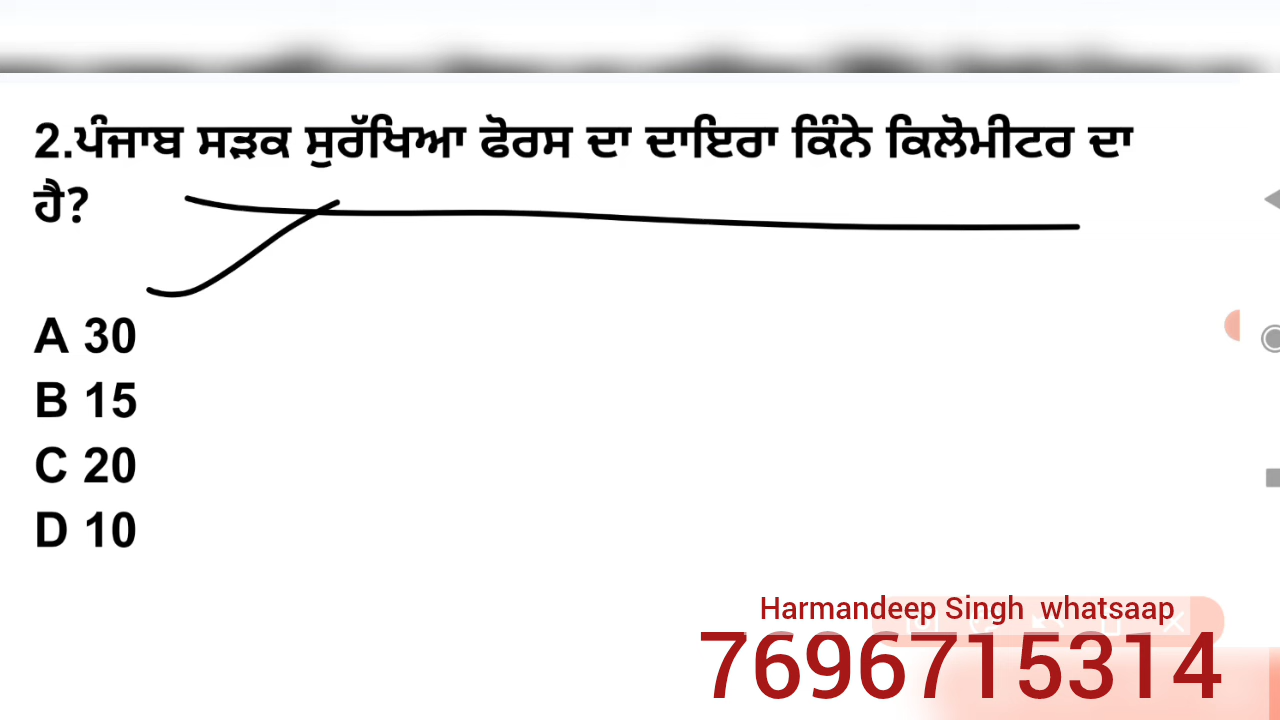 2.ਪੰਜਾਬ ਸੜਕ ਸੁਰੱਖਿਆ ਫੋਰਸ ਦਾ ਦਾਇਰਾ ਕਿੰਨੇ ਕਿਲੋਮੀਟਰ ਦਾ
ਹੈ?
A 30
B 15
C 20
D 10
Harmandeep Singh whatsaap
7696715314